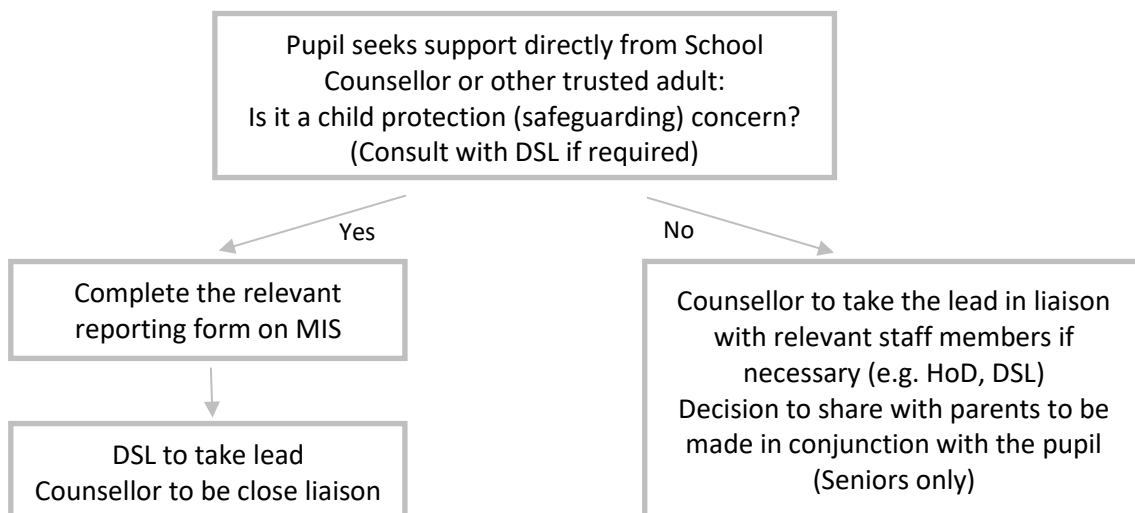 Pupil seeks support directly from School
Counsellor or other trusted adult:
Is it a child protection (safeguarding) concern?
(Consult with DSL if required)
Yes
No
Complete the relevant
reporting form on MIS
DSL to take lead
Counsellor to be close liaison
Counsellor to take the lead in liaison
with relevant staff members if
necessary (e.g. HoD, DSL)
Decision to share with parents to be
made in conjunction with the pupil
(Seniors only)